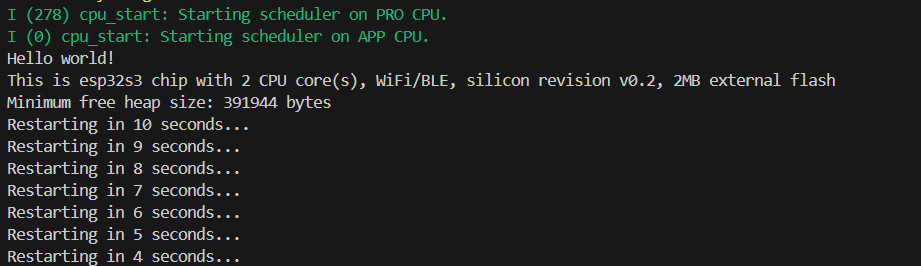 I (278) cpu_start: Starting scheduler on PRO CPU.
I (0) cpu_start: Starting scheduler on APP CPU.
Hello world!
This is esp32s3 chip with 2 CPU core(s), WiFi/BLE, silicon revision v0.2, 2MB external flash
Minimum free heap size: 391944 bytes
Restarting in 10 seconds...
Restarting in 9 seconds...
Restarting in 8 seconds...
Restarting in 7 seconds...
Restarting in 6 seconds...
Restarting in 5 seconds...
Restarting in 4 seconds...